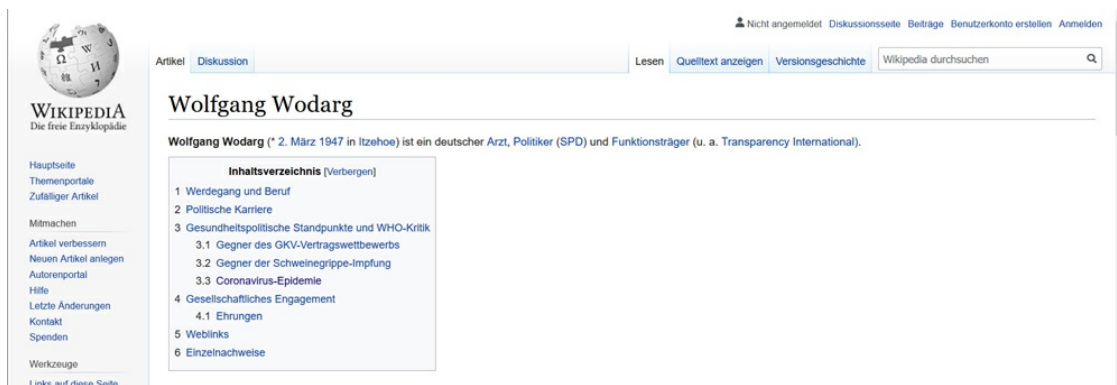 Nicht angemeldet Diskussionsseite Beiträge Benutzerkonto erstellen Anmelden
Artikel Diskussion
Lesen Quelltext anzeigen Versionsgeschichte Wikipedia durchsuchen
WIKIPEDIA
Die freie Enzyklopädie
Hauptseite
Themenportale
Zufälliger Artikel
Mitmachen
Artikel verbessern
Neuen Artikel anlegen
Autorenportal
Hilfe
Letzte Änderungen
Kontakt
Spenden
Werkzeuge
Links auf diese Seite
Wolfgang Wodarg
Wolfgang Wodarg (* 2. März 1947 in Itzehoe) ist ein deutscher Arzt, Politiker (SPD) und Funktionsträger (u. a. Transparency International).
Inhaltsverzeichnis [Verbergen]
1 Werdegang und Beruf
2 Politische Karriere
3 Gesundheitspolitische Standpunkte und WHO-Kritik
3.1 Gegner des GKV-Vertragswettbewerbs
3.2 Gegner der Schweinegrippe-Impfung
3.3 Coronavirus-Epidemie
4 Gesellschaftliches Engagement
4.1 Ehrungen
5 Weblinks
6 Einzelnachweise